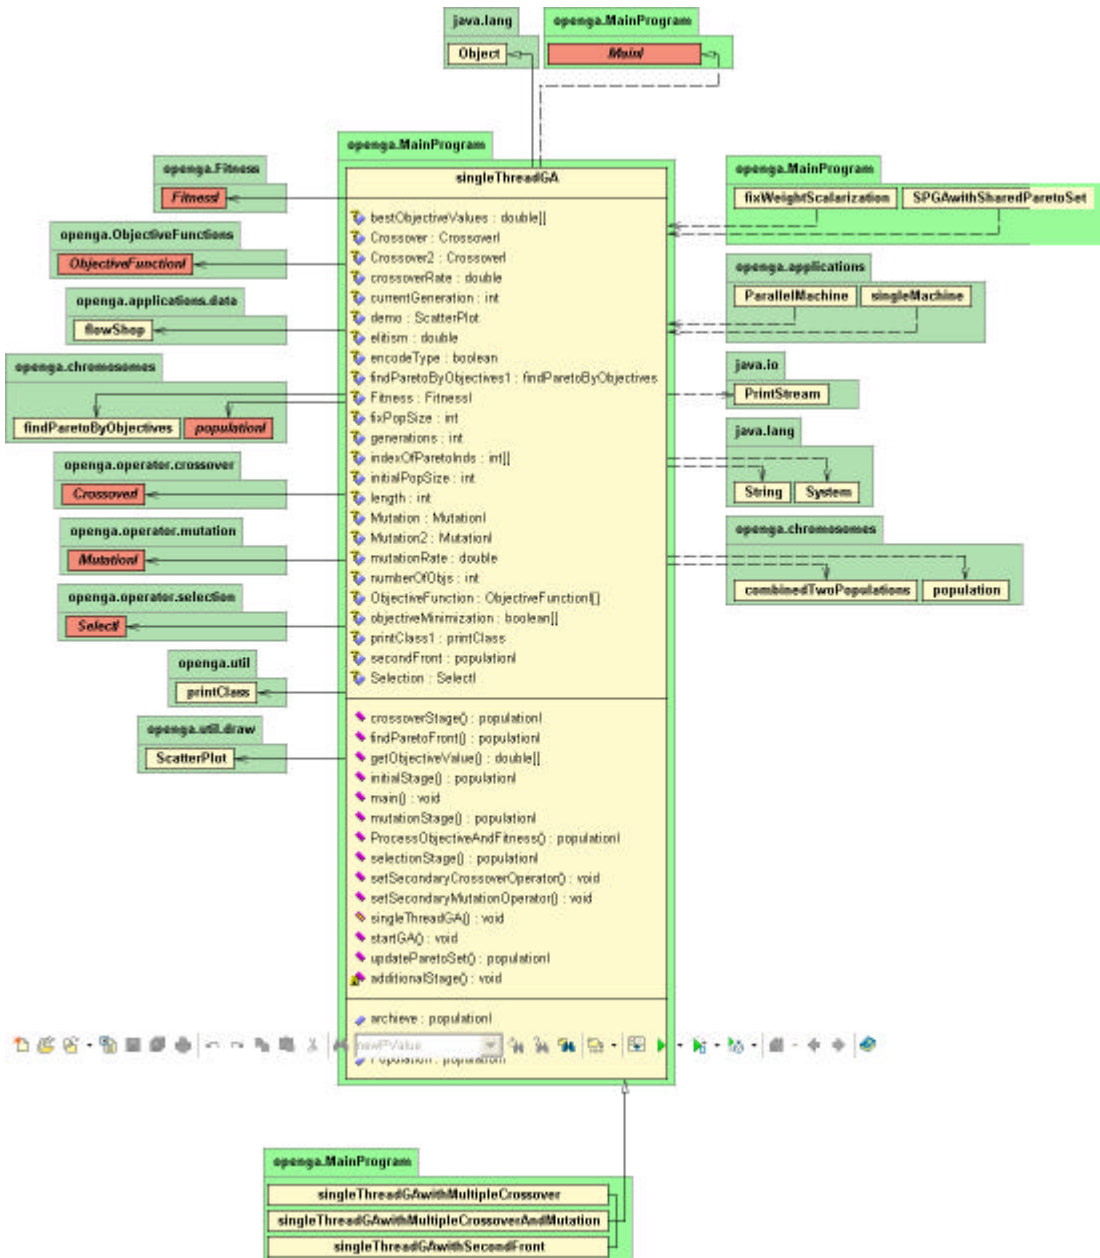 java.lang
openga.MainProgram
Object
MainI
openga.MainProgram
singleThreadGA
openga.Fitness
FitnessI
openga.ObjectiveFunctions
ObjectiveFunctionI
openga.applications.data
flowShop
openga.chromosomes
findParetoByObjectives
populationI
openga.operator.crossover
CrossoverI
openga.operator.mutation
MutationI
openga.operator.selection
SelectI
openga.util
printClass
openga.util.draw
ScatterPlot
bestObjectiveValues : double[]
Crossover : CrossoverI
Crossover2 : CrossoverI
crossoverRate : double
currentGeneration : int
demo : ScatterPlot
elitism : double
encodeType : boolean
findParetoByObjectives1 : findParetoByObjectives
Fitness : FitnessI
fixPopSize : int
generations : int
indexOfParetoInds : int[]
initialPopSize : int
length : int
Mutation : MutationI
Mutation2 : MutationI
mutationRate : double
numberOfObjs : int
ObjectiveFunction : ObjectiveFunctionI[]
objectiveMinimization : boolean[]
printClass1 : printClass
secondFront : populationI
Selection : SelectI
crossoverStage() : populationI
findParetoFront() : populationI
getObjectiveValue() : double[]
initialStage() : populationI
main() : void
mutationStage() : populationI
ProcessObjectiveAndFitness() : populationI
selectionStage() : populationI
setSecondaryCrossoverOperator() : void
setSecondaryMutationOperator() : void
singleThreadGA() : void
startGA() : void
updateParetoSet() : populationI
additionalStage() : void
archieve : populationI
newPValue
Population : populationI
openga.MainProgram
fixWeightScalarization
SPGAwithSharedParetoSet
openga.applications
ParallelMachine
singleMachine
java.io
PrintStream
java.lang
String
System
openga.chromosomes
combinedTwoPopulations
population
openga.MainProgram
singleThreadGAwithMultipleCrossover
singleThreadGAwithMultipleCrossoverAndMutation
singleThreadGAwithSecondFront